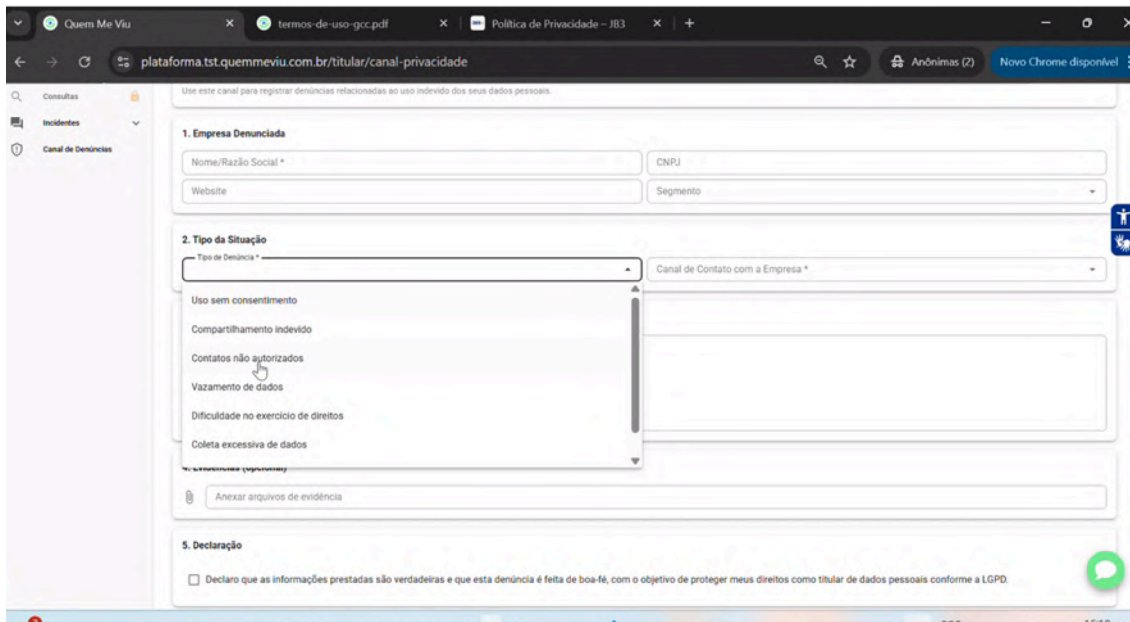 Quem Me Viu
termos-de-uso-gcc.pdf
Política de Privacidade – JB3
plataforma.tst.quemmeviu.com.br/titular/canal-privacidade
Anônimas (2)
Novo Chrome disponível
Consultas
Incidentes
Canal de Denúncias
Use este canal para registrar denúncias relacionadas ao uso indevido dos seus dados pessoais.
1. Empresa Denunciada
Nome/Razão Social *
CNPJ
Website
Segmento
2. Tipo da Situação
Tipo de Denúncia *
Canal de Contato com a Empresa *
Uso sem consentimento
Compartilhamento indevido
Contatos não autorizados
Vazamento de dados
Dificuldade no exercício de direitos
Coleta excessiva de dados
4. Evidências (opcional)
Anexar arquivos de evidência
5. Declaração
Declaro que as informações prestadas são verdadeiras e que esta denúncia é feita de boa-fé, com o objetivo de proteger meus direitos como titular de dados pessoais conforme a LGPD.